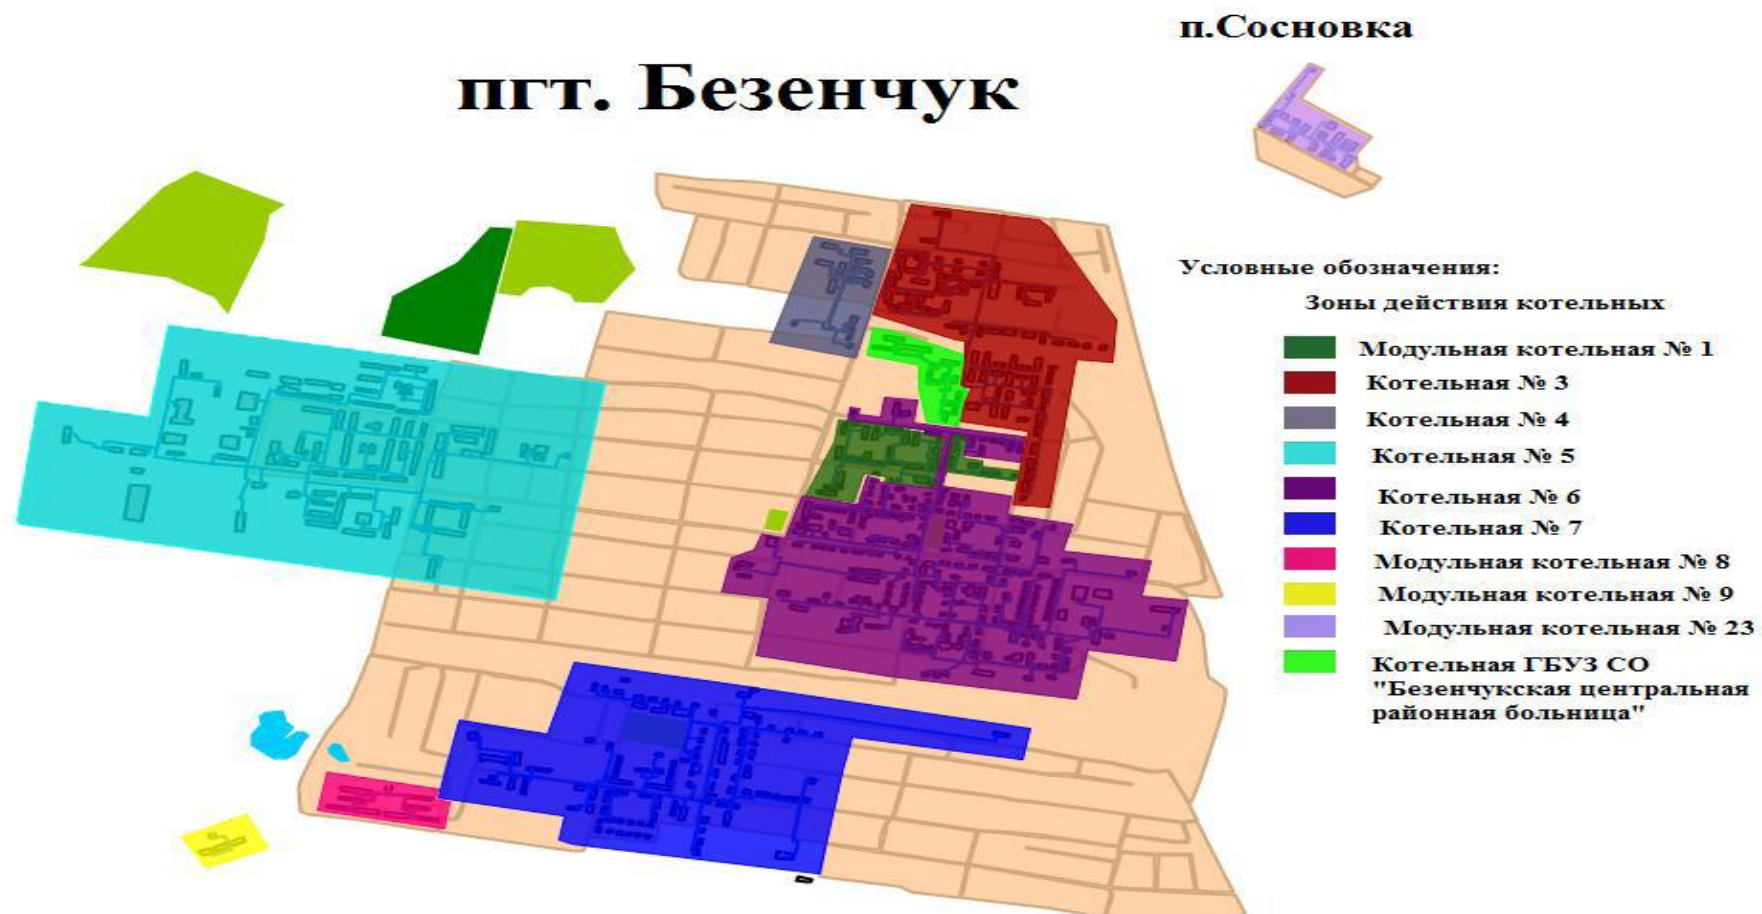 п.Сосновка
пгт. Безенчук
Условные обозначения:
Зоны действия котельных
Модульная котельная № 1
Котельная № 3
Котельная № 4
Котельная № 5
Котельная № 6
Котельная № 7
Модульная котельная № 8
Модульная котельная № 9
Модульная котельная № 23
Котельная ГБУЗ СО
"Безенчукская центральная
районная больница"